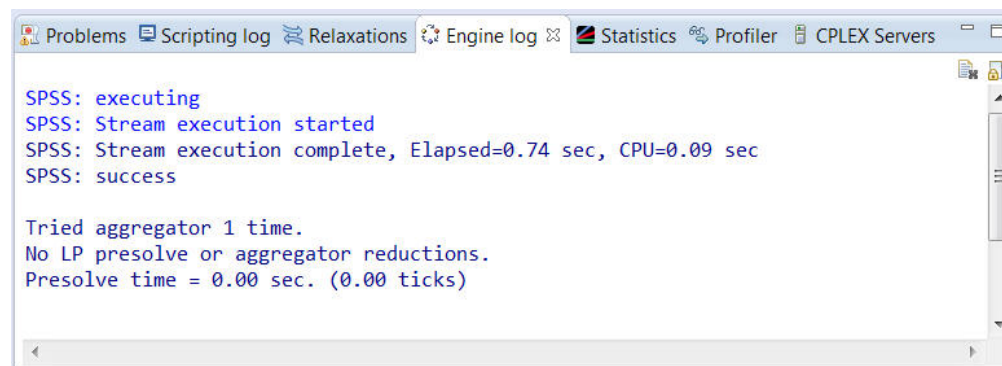 Problems Scripting log Relaxations Engine log Statistics Profiler CPLEX Servers
SPSS: executing
SPSS: Stream execution started
SPSS: Stream execution complete, Elapsed=0.74 sec, CPU=0.09 sec
SPSS: success
Tried aggregator 1 time.
No LP presolve or aggregator reductions.
Presolve time = 0.00 sec. (0.00 ticks)